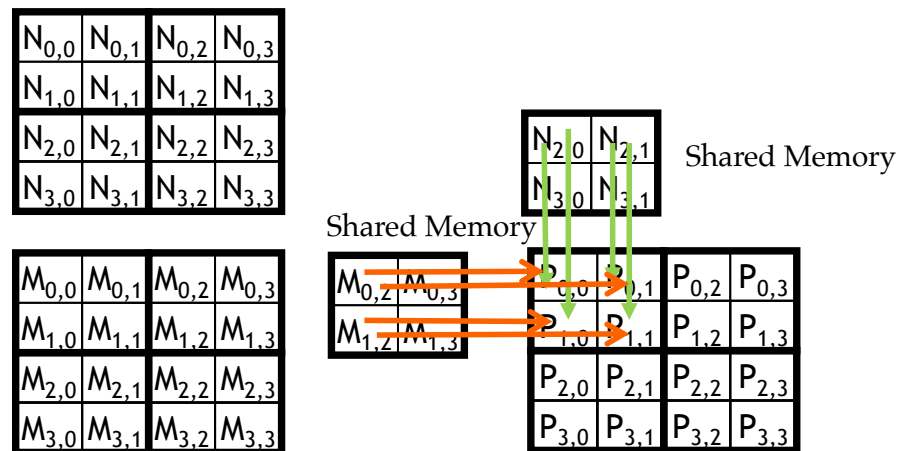 N0,0 N0,1 N0,2 N0,3
N1,0 N1,1 N1,2 N1,3
N2,0 N2,1 N2,2 N2,3
N3,0 N3,1 N3,2 N3,3
N2,0 N2,1
N3,0 N3,1
Shared Memory
Shared Memory
M0,0 M0,1 M0,2 M0,3
M1,0 M1,1 M1,2 M1,3
M2,0 M2,1 M2,2 M2,3
M3,0 M3,1 M3,2 M3,3
M0,2 M0,3
M1,2 M1,3
P0,0 P0,1 P0,2 P0,3
P1,0 P1,1 P1,2 P1,3
P2,0 P2,1 P2,2 P2,3
P3,0 P3,1 P3,2 P3,3